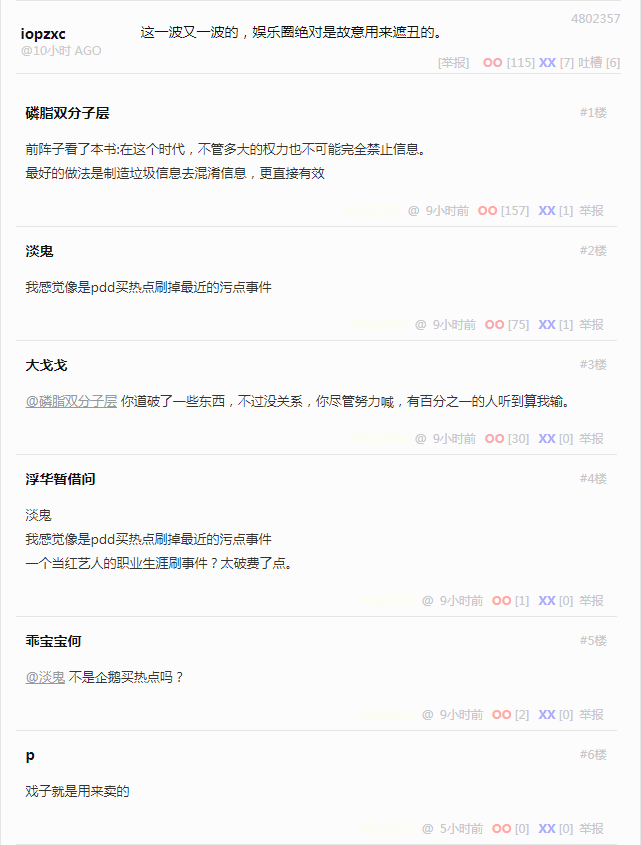 4802357
iopzxc
这一波又一波的，娱乐圈绝对是故意用来遮丑的。
@10小时 AGO
[举报] OO [115] XX [7] 吐槽 [6]
磷脂双分子层 #1楼
前阵子看了本书:在这个时代，不管多大的权力也不可能完全禁止信息。
最好的做法是制造垃圾信息去混淆信息，更直接有效
@ 9小时前 OO [157] XX [1] 举报
淡鬼 #2楼
我感觉像是pdd买热点刷掉最近的污点事件
@ 9小时前 OO [75] XX [1] 举报
大戈戈 #3楼
@磷脂双分子层 你道破了一些东西，不过没关系，你尽管努力喊，有百分之一的人听到算我输。
@ 9小时前 OO [30] XX [0] 举报
浮华暂借问 #4楼
淡鬼
我感觉像是pdd买热点刷掉最近的污点事件
一个当红艺人的职业生涯刷事件？太破费了点。
@ 9小时前 OO [1] XX [0] 举报
乖宝宝何 #5楼
@淡鬼 不是企鹅买热点吗？
@ 9小时前 OO [2] XX [0] 举报
p #6楼
戏子就是用来卖的
@ 5小时前 OO [0] XX [0] 举报